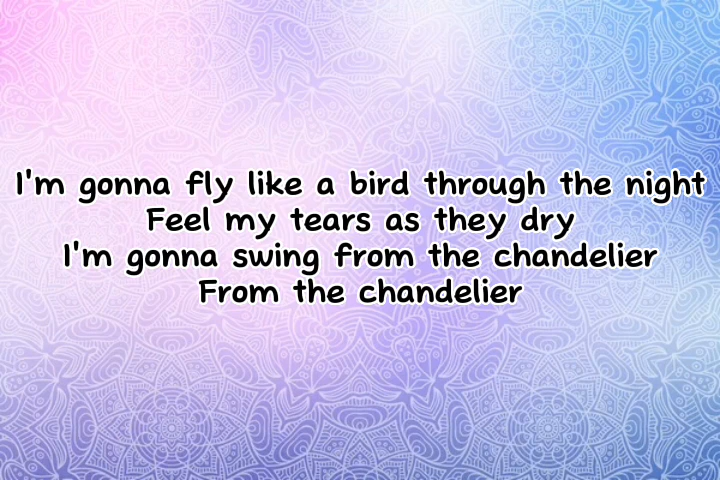 I'm gonna fly like a bird through the night
Feel my tears as they dry
I'm gonna swing from the chandelier
From the chandelier